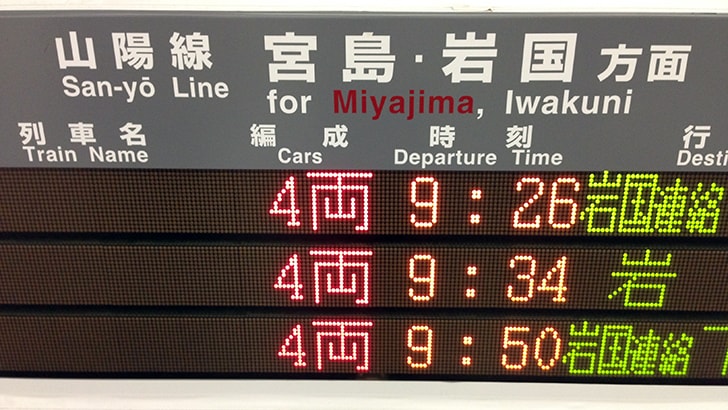 山陽線 宮島・岩国方面
San-yō Line for Miyajima, Iwakuni
列車名 編成 時刻 行
Train Name Cars Departure Time Desti
4両 9:26 岩国連絡
4両 9:34 岩
4両 9:50 岩国連絡